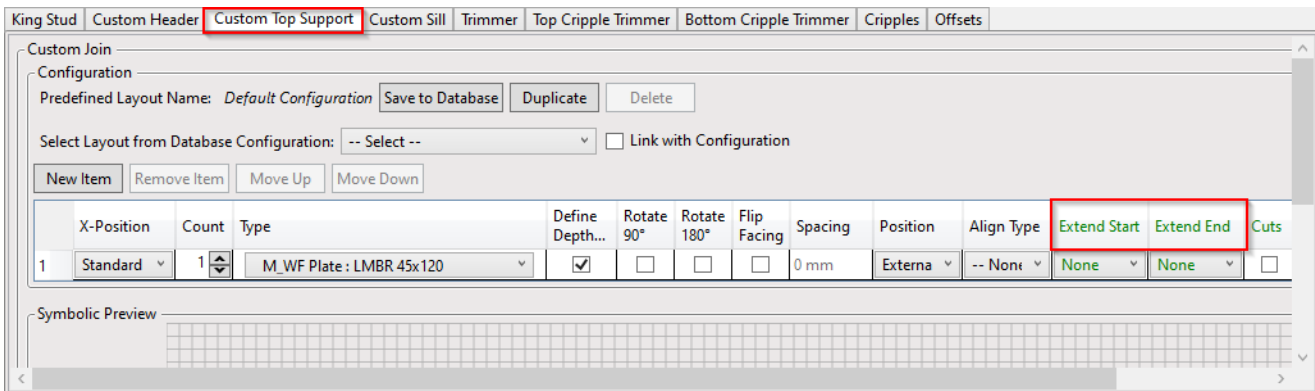 King Stud Custom Header Custom Top Support Custom Sill Trimmer Top Cripple Trimmer Bottom Cripple Trimmer Cripples Offsets
Custom Join
Configuration
Predefined Layout Name: Default Configuration Save to Database Duplicate Delete
Select Layout from Database Configuration: -- Select -- Link with Configuration
New Item Remove Item Move Up Move Down
X-Position Count Type Define Depth... Rotate 90° Rotate 180° Flip Facing Spacing Position Align Type Extend Start Extend End Cuts
1 Standard 1 M_WF Plate : LMBR 45x120 0 mm Externa -- None None None
Symbolic Preview